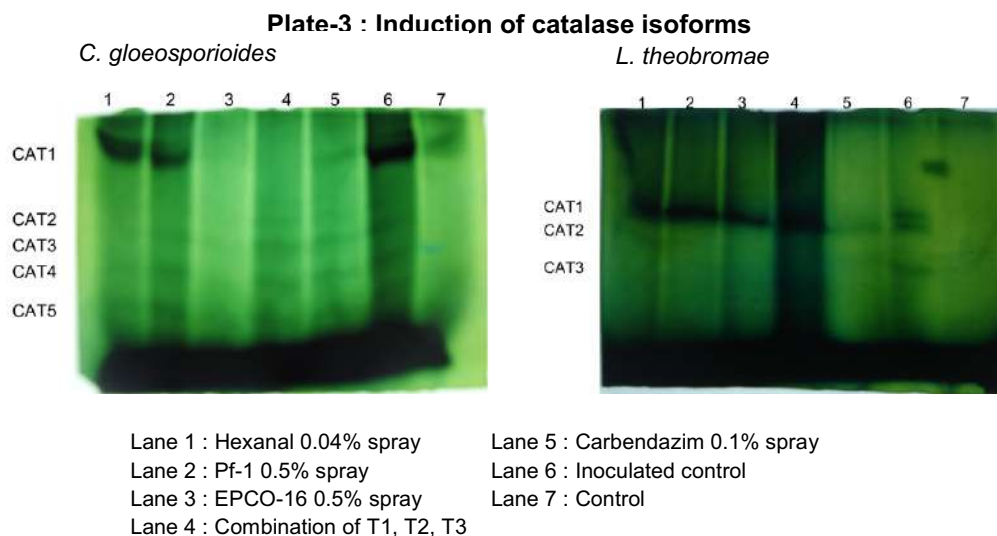 Plate-3 : Induction of catalase isoforms
C. gloeosporioides
L. theobromae
1 2 3 4 5 6 7
1 2 3 4 5 6 7
CAT1
CAT2
CAT3
CAT4
CAT5
CAT1
CAT2
CAT3
Lane 1 : Hexanal 0.04% spray
Lane 2 : Pf-1 0.5% spray
Lane 3 : EPCO-16 0.5% spray
Lane 4 : Combination of T1, T2, T3
Lane 5 : Carbendazim 0.1% spray
Lane 6 : Inoculated control
Lane 7 : Control